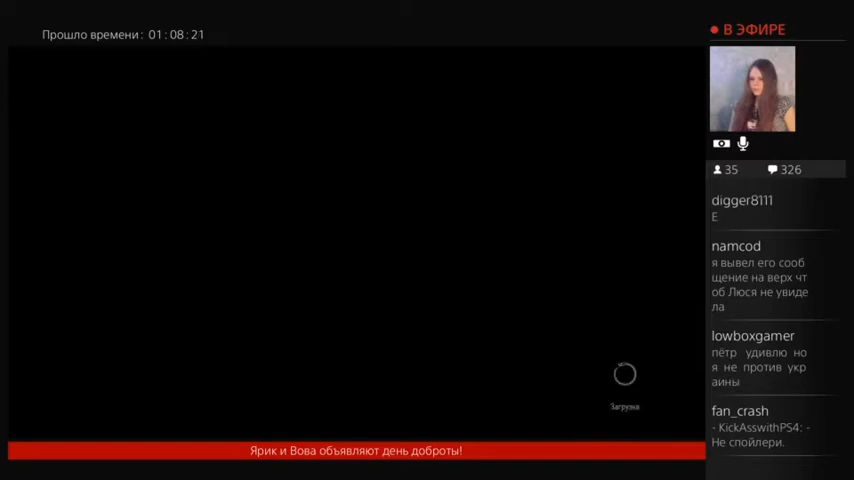 Прошло времени: 01:08:21
В ЭФИРЕ
35 326
digger8111
E
namcod
я вывел его сооб
щение на верх чт
об Люся не увиде
ла
lowboxgamer
пётр удивлю но
я не против укр
аины
fan_crash
- KickAsswithPS4: -
Не спойлери.
Загрузка
Ярик и Вова объявляют день доброты!